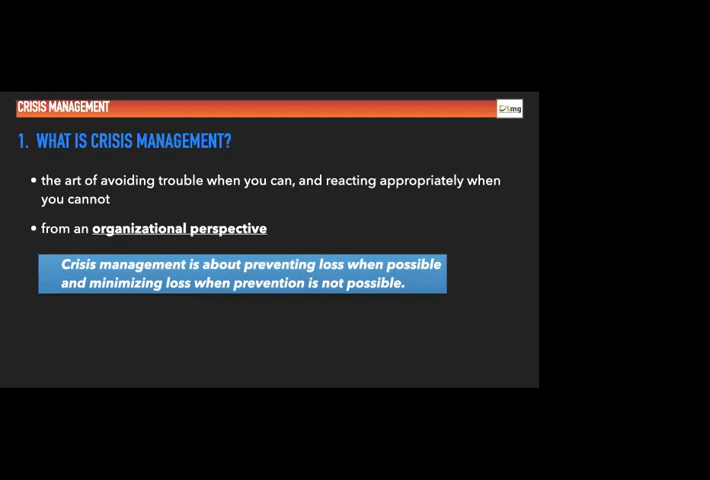 CRISIS MANAGEMENT
5mg
1. WHAT IS CRISIS MANAGEMENT?
• the art of avoiding trouble when you can, and reacting appropriately when
you cannot
• from an organizational perspective
Crisis management is about preventing loss when possible
and minimizing loss when prevention is not possible.